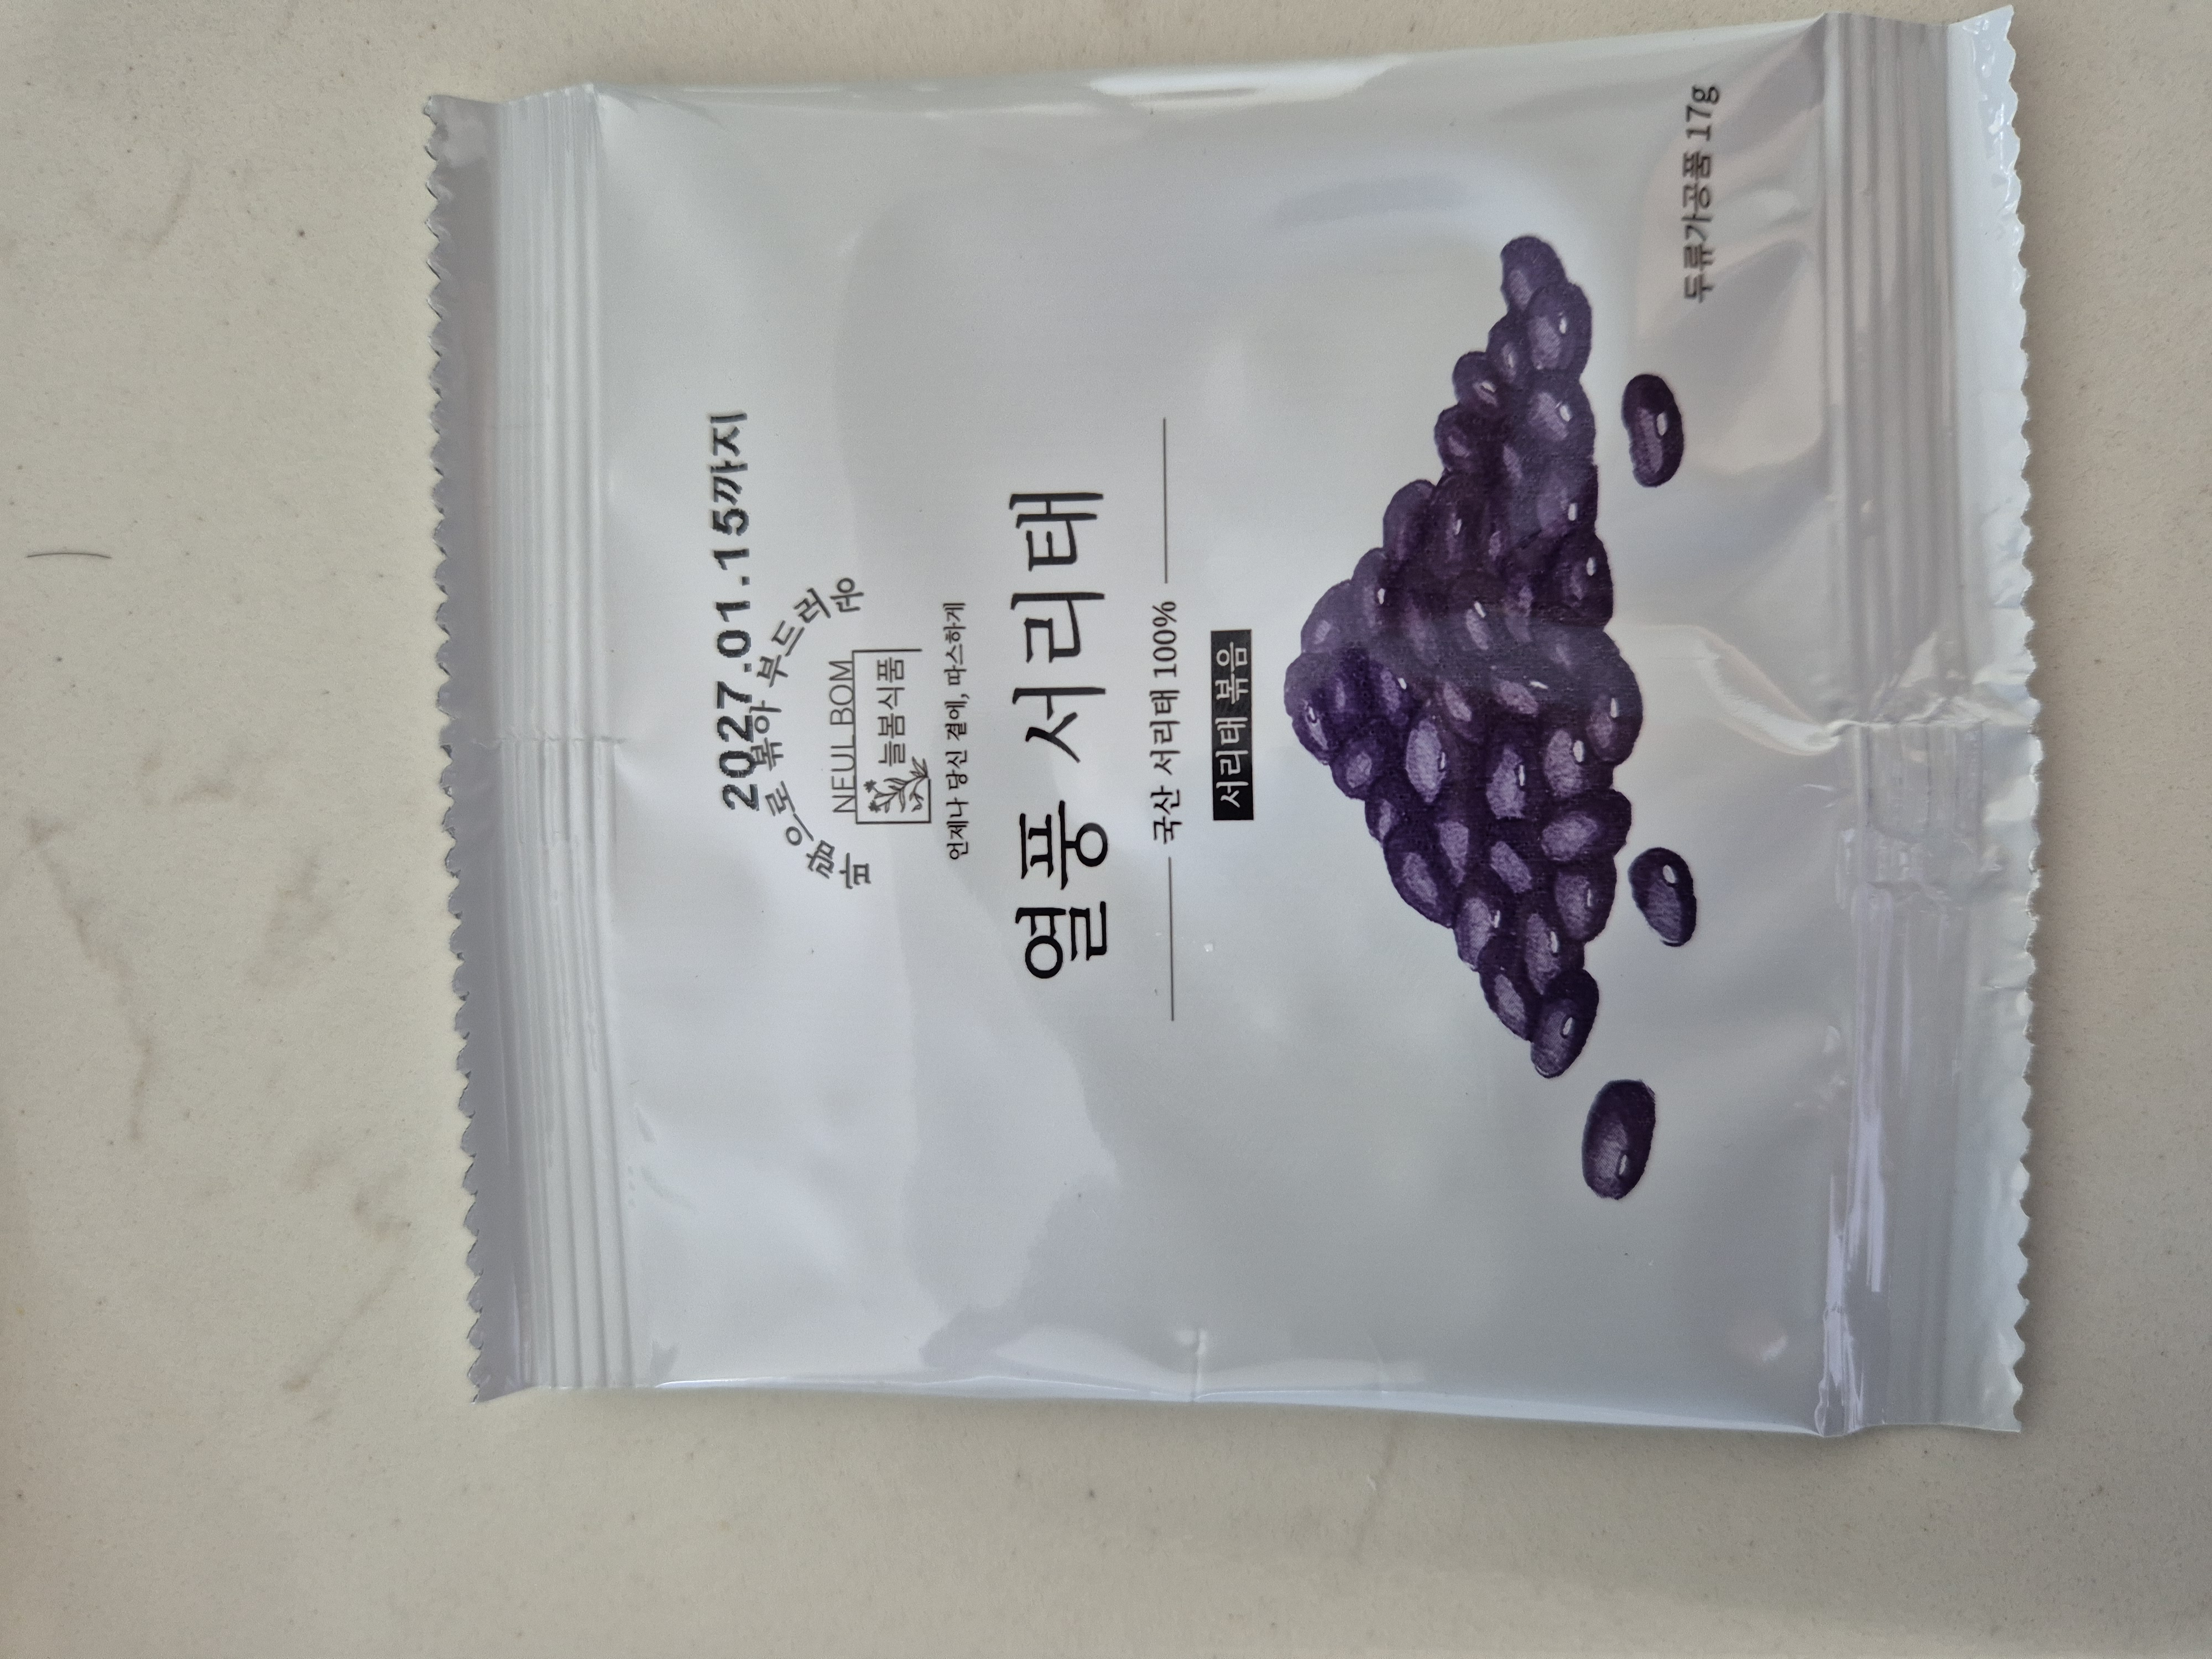 2027.01.15까지
뜸으로 볶아 부드러운
NEULBOM
늘봄식품
언제나 당신 곁에, 따스하게
열풍 서리태
국산 서리태 100%
서리태 볶음
두류가공품 17g